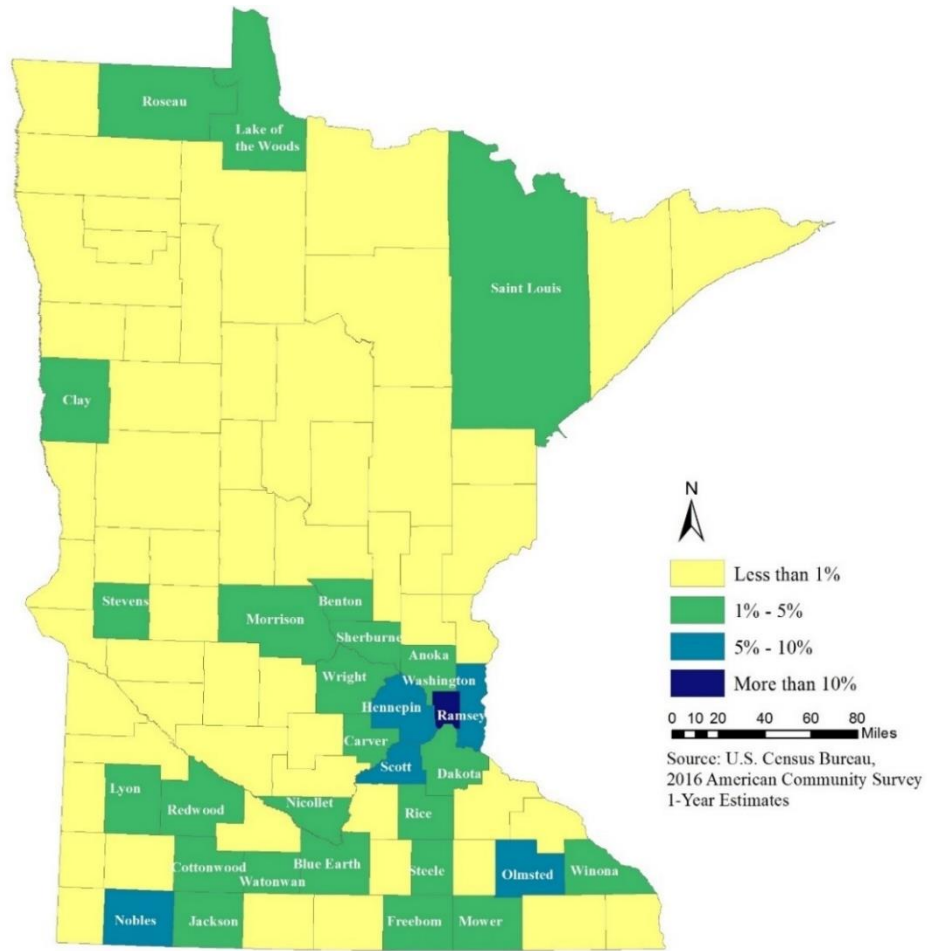 Roseau
Lake of
the Woods
Saint Louis
Clay
N
Less than 1%
1% - 5%
5% - 10%
More than 10%
0 10 20 40 60 80
Miles
Source: U.S. Census Bureau,
2016 American Community Survey
1-Year Estimates
Stevens
Morrison
Benton
Sherburne
Anoka
Wright
Washington
Hennepin
Ramsey
Carver
Scott
Dakota
Lyon
Redwood
Nicollet
Rice
Cottonwood
Watonwan
Blue Earth
Steele
Olmsted
Winona
Nobles
Jackson
Freebom
Mower